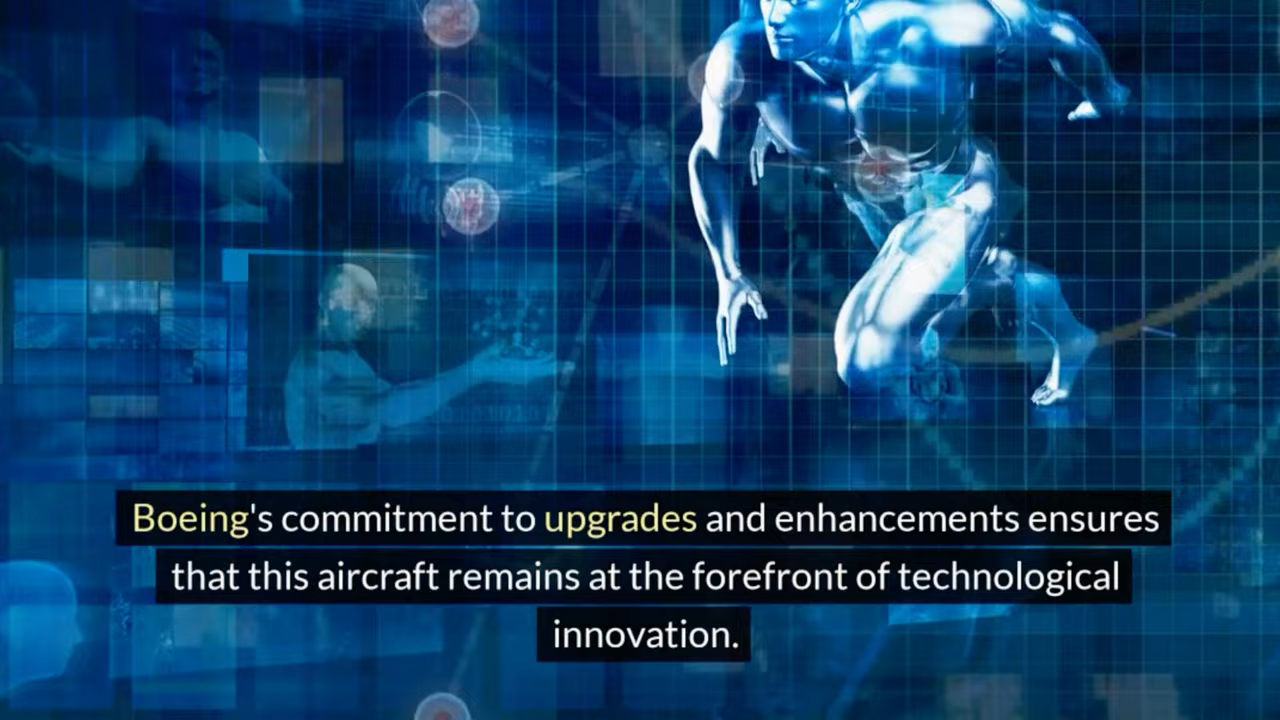 Boeing's commitment to upgrades and enhancements ensures
that this aircraft remains at the forefront of technological
innovation.